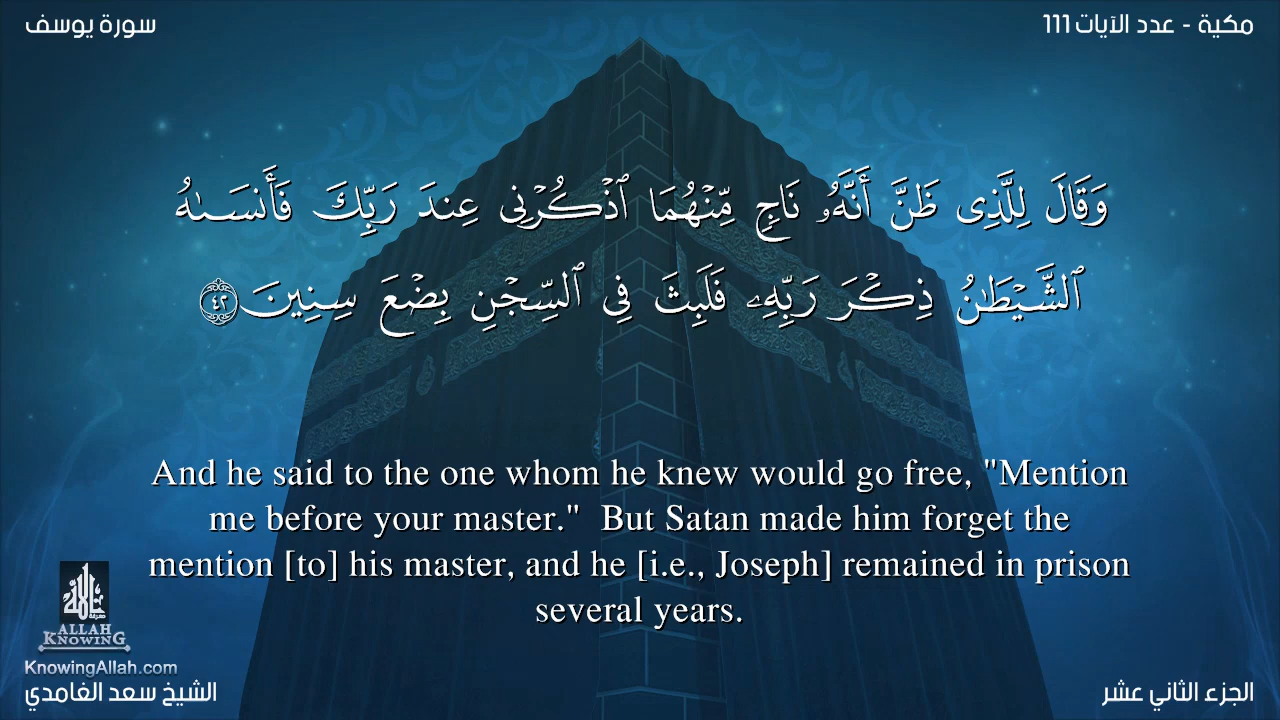 سورة يوسف
مكية - عدد الآيات 111
وَقَالَ لِلَّذِى ظَنَّ أَنَّهُۥ نَاجٍ مِّنْهُمَا ٱذْكُرْنِى عِندَ رَبِّكَ فَأَنسَىٰهُ
ٱلشَّيْطَـٰنُ ذِكْرَ رَبِّهِۦ فَلَبِثَ فِى ٱلسِّجْنِ بِضْعَ سِنِينَ ٤٢
And he said to the one whom he knew would go free, "Mention
me before your master."  But Satan made him forget the
mention [to] his master, and he [i.e., Joseph] remained in prison
several years.
ALLAH
KNOWING
KnowingAllah.com
الشيخ سعد الغامدي
الجزء الثاني عشر